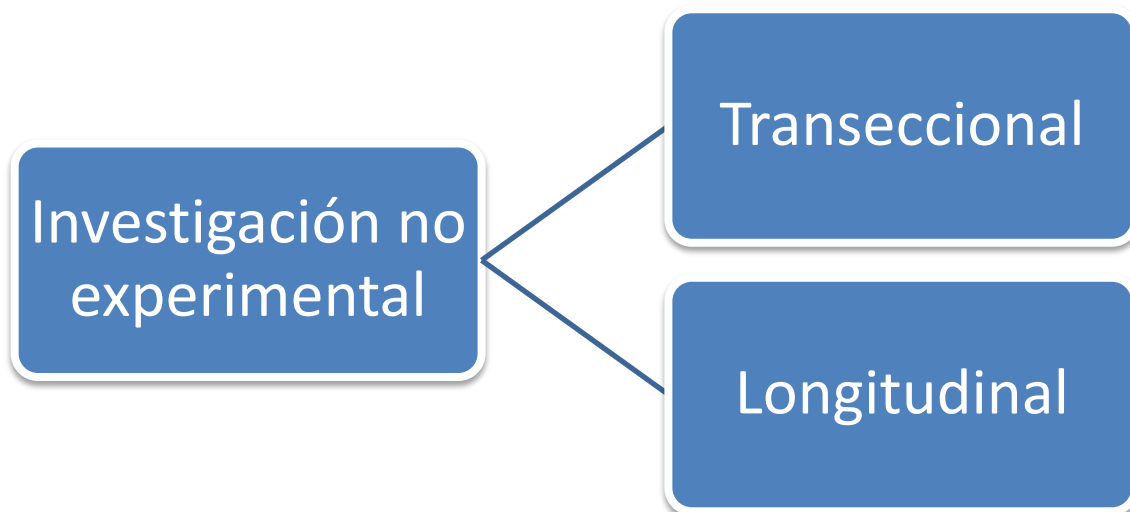 Investigación no
experimental
Transeccional
Longitudinal